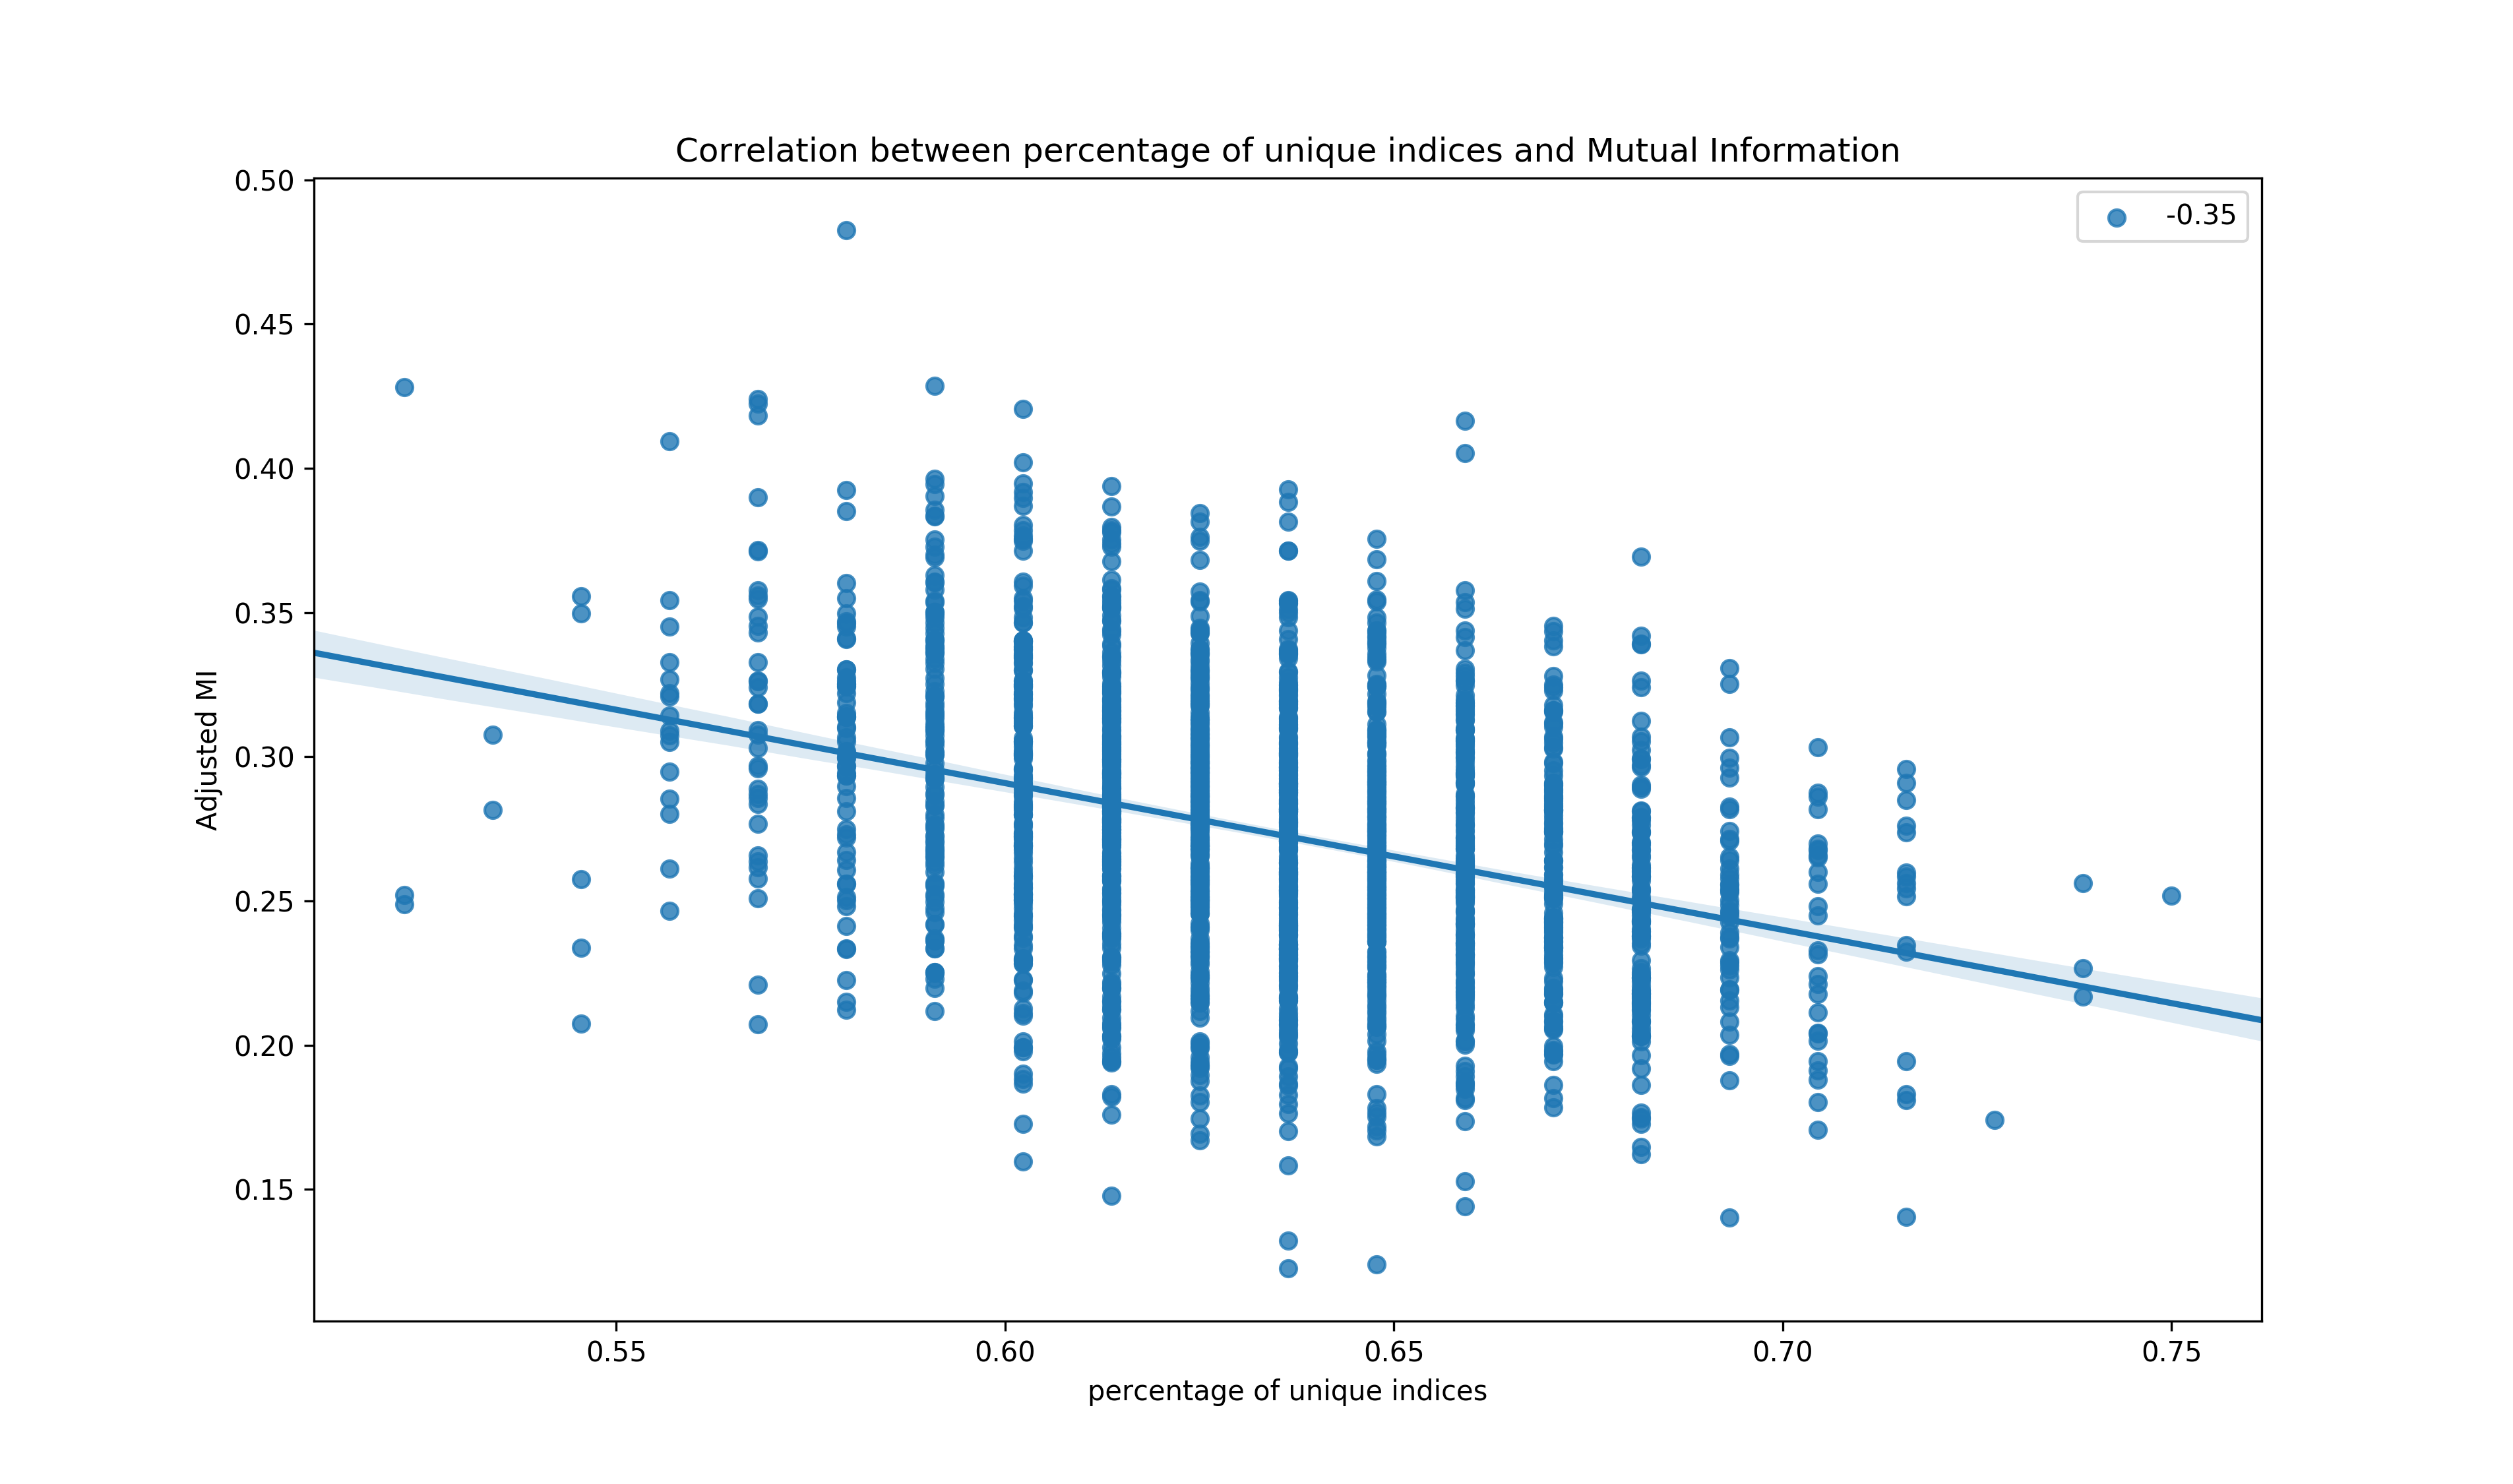 Correlation between percentage of unique indices and Mutual Information
-0.35
0.50
0.45
0.40
0.35
0.30
0.25
0.20
0.15
Adjusted MI
0.55 0.60 0.65 0.70 0.75
percentage of unique indices